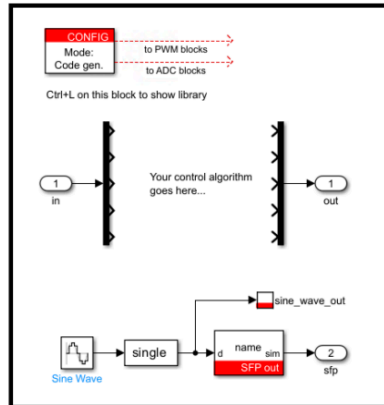 CONFIG
Mode:
Code gen.
to PWM blocks
to ADC blocks
Ctrl+L on this block to show library
1
in
Your control algorithm
goes here...
1
out
sine_wave_out
Sine Wave
single
d
name
sim
SFP out
2
sfp